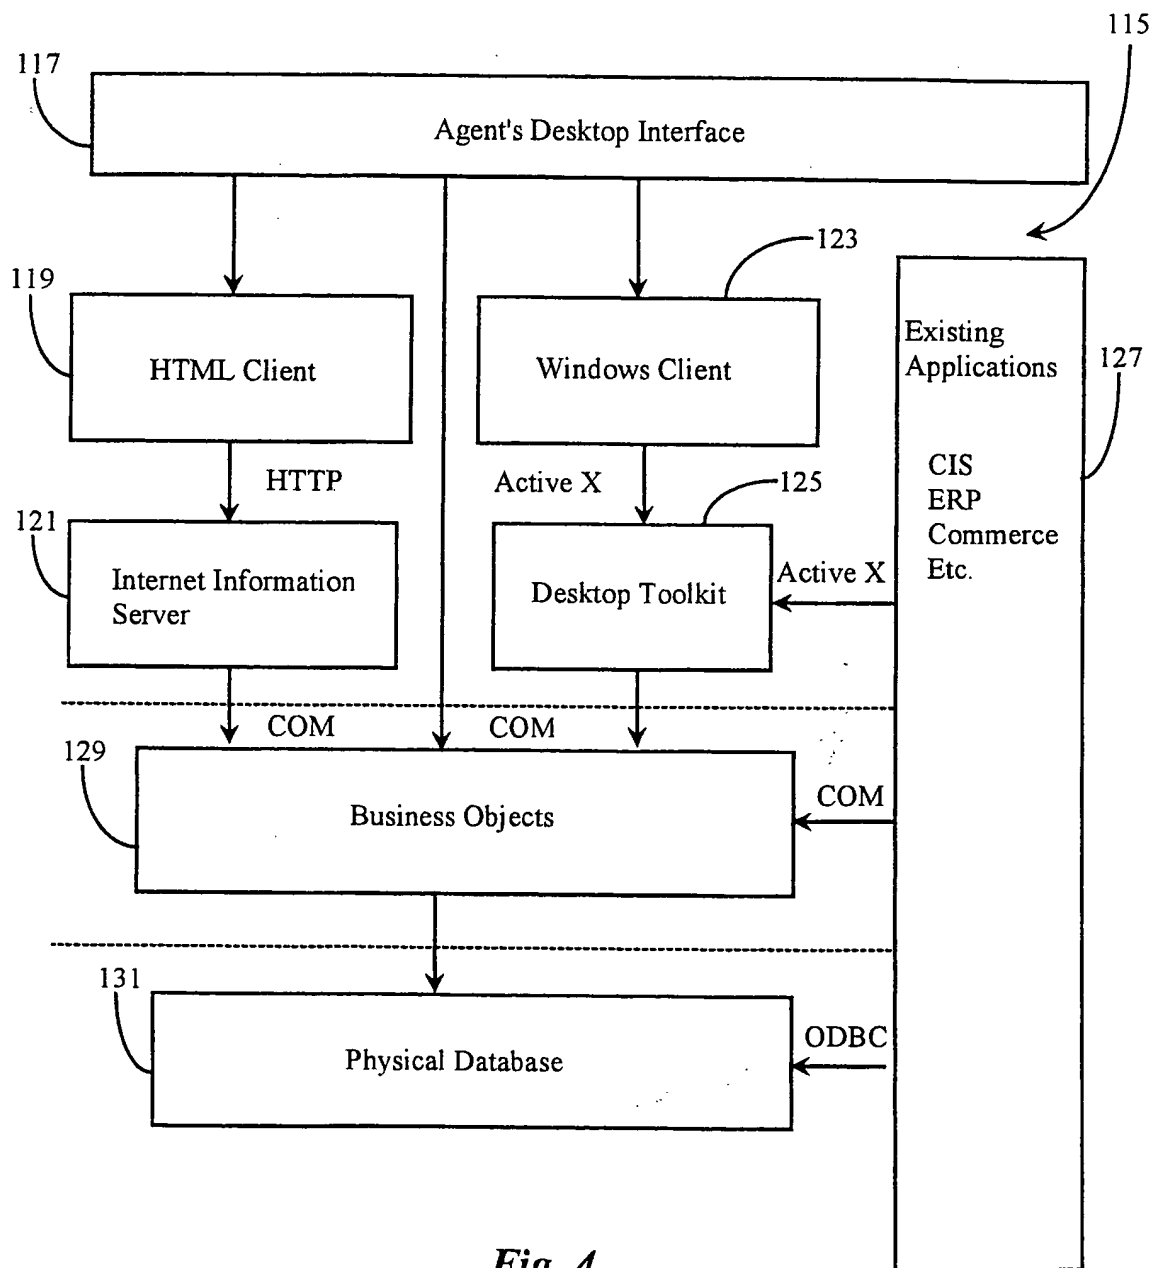 115
117
Agent's Desktop Interface
123
119
HTML Client
Windows Client
Existing
Applications
127
CIS
ERP
Commerce
Etc.
HTTP
Active X
125
121
Internet Information
Server
Desktop Toolkit
Active X
COM
COM
129
Business Objects
COM
131
Physical Database
ODBC
Fig. 4